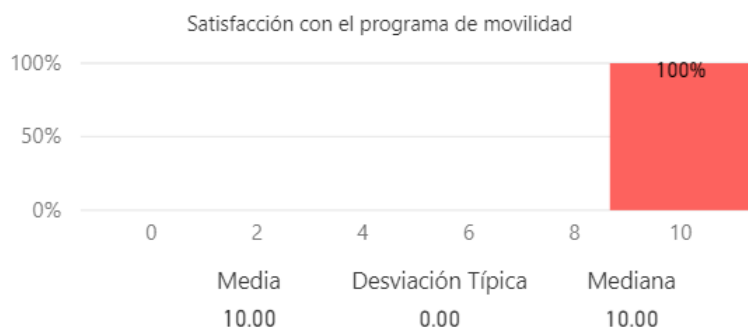 Satisfacción con el programa de movilidad
100%
100%
50%
0%
0 2 4 6 8 10
Media Desviación Típica Mediana
10.00 0.00 10.00